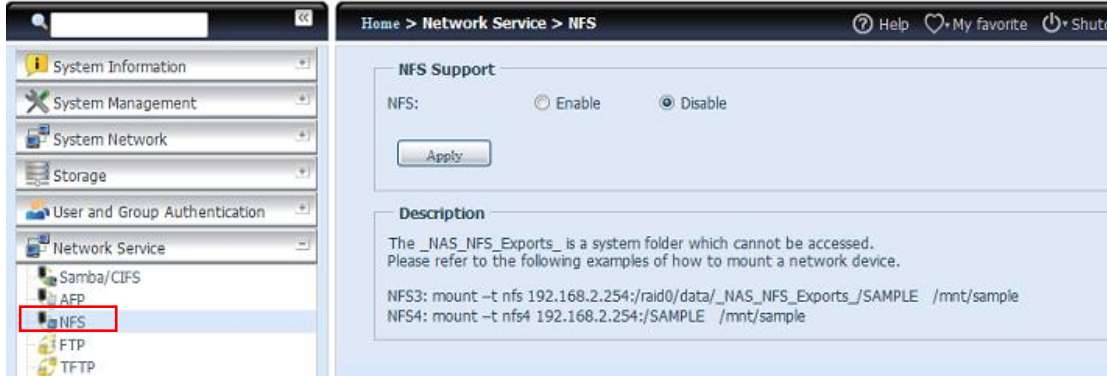 Home > Network Service > NFS
Help My favorite
System Information
System Management
System Network
Storage
User and Group Authentication
Network Service
Samba/CIFS
AFP
NFS
FTP
TFTP
NFS Support
NFS: Enable Disable
Apply
Description
The _NAS_NFS_Exports_ is a system folder which cannot be accessed.
Please refer to the following examples of how to mount a network device.
NFS3: mount –t nfs 192.168.2.254:/raid0/data/_NAS_NFS_Exports_/SAMPLE /mnt/sample
NFS4: mount –t nfs4 192.168.2.254:/SAMPLE /mnt/sample